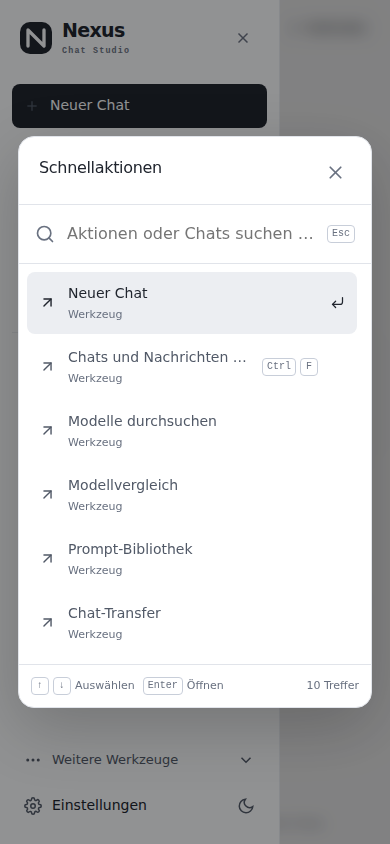 Nexus
Chat Studio
Neuer Chat
Schnellaktionen
Aktionen oder Chats suchen ... Esc
Neuer Chat
Werkzeug
Chats und Nachrichten ... Ctrl F
Werkzeug
Modelle durchsuchen
Werkzeug
Modellvergleich
Werkzeug
Prompt-Bibliothek
Werkzeug
Chat-Transfer
Werkzeug
↑ ↓ Auswählen Enter Öffnen 10 Treffer
Weitere Werkzeuge
Einstellungen